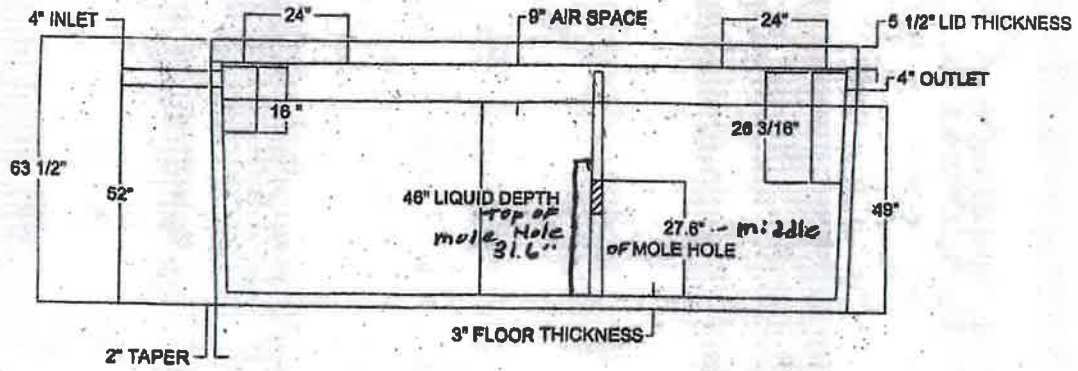 4" INLET
24"
9" AIR SPACE
24"
5 1/2" LID THICKNESS
4" OUTLET
16"
26 3/16"
63 1/2"
52"
46" LIQUID DEPTH
TOP OF
mole Hole
31.6"
27.6" - middle
OF MOLE HOLE
49"
3" FLOOR THICKNESS
2" TAPER